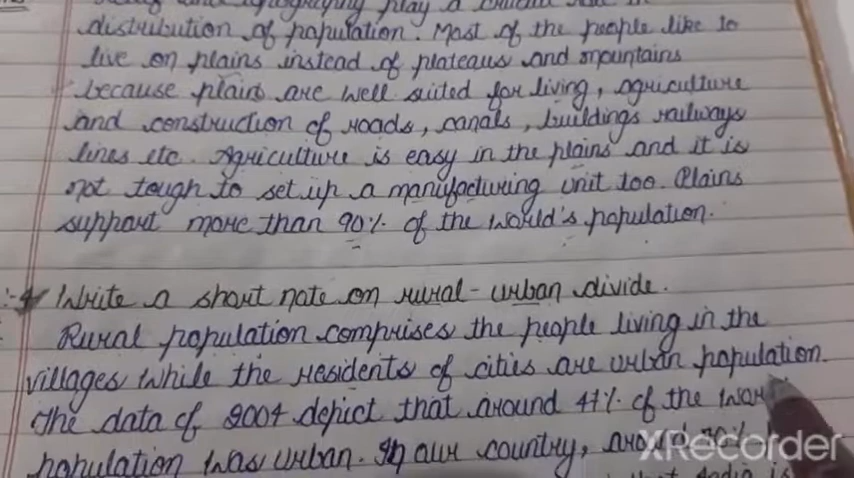 play a
distribution of population. Most of the people like to
live on plains instead of plateaus and mountains
because plains are well suited for living, agriculture
and construction of roads, canals, buildings railways
lines etc. Agriculture is easy in the plains and it is
not tough to set up a manufacturing unit too. Plains
support more than 90% of the world's population.
Write a short note on rural-urban divide.
Rural population comprises the people living in the
villages while the residents of cities are urban population.
The data of 2004 depict that around 47% of the
population was urban. In our country, around
India is
XRecorder